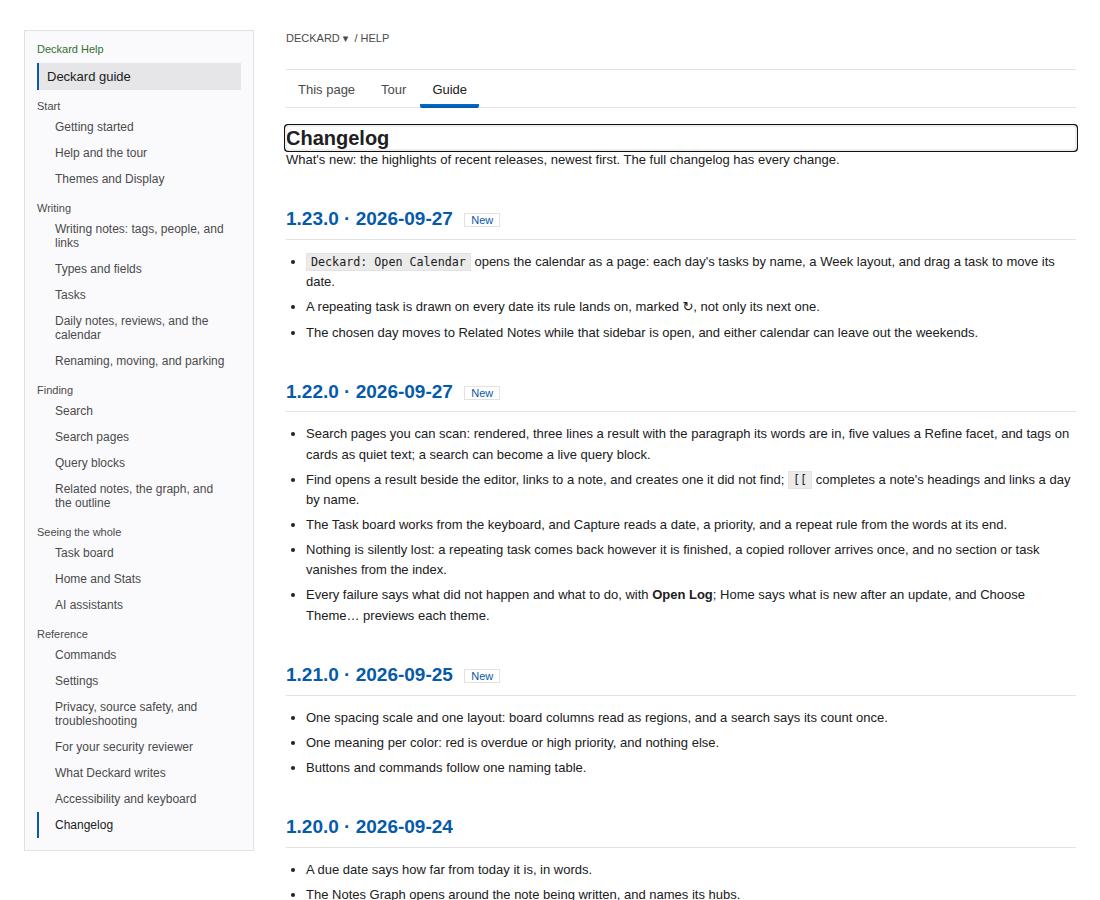 Deckard Help
Deckard guide
Start
Getting started
Help and the tour
Themes and Display
Writing
Writing notes: tags, people, and
links
Types and fields
Tasks
Daily notes, reviews, and the
calendar
Renaming, moving, and parking
Finding
Search
Search pages
Query blocks
Related notes, the graph, and
the outline
Seeing the whole
Task board
Home and Stats
AI assistants
Reference
Commands
Settings
Privacy, source safety, and
troubleshooting
For your security reviewer
What Deckard writes
Accessibility and keyboard
Changelog
DECKARD ▾ / HELP
This page Tour Guide
Changelog
What's new: the highlights of recent releases, newest first. The full changelog has every change.
1.23.0 · 2026-09-27 New
• Deckard: Open Calendar opens the calendar as a page: each day's tasks by name, a Week layout, and drag a task to move its
date.
• A repeating task is drawn on every date its rule lands on, marked ↻, not only its next one.
• The chosen day moves to Related Notes while that sidebar is open, and either calendar can leave out the weekends.
1.22.0 · 2026-09-27 New
• Search pages you can scan: rendered, three lines a result with the paragraph its words are in, five values a Refine facet, and tags on
cards as quiet text; a search can become a live query block.
• Find opens a result beside the editor, links to a note, and creates one it did not find; [[ completes a note's headings and links a day
by name.
• The Task board works from the keyboard, and Capture reads a date, a priority, and a repeat rule from the words at its end.
• Nothing is silently lost: a repeating task comes back however it is finished, a copied rollover arrives once, and no section or task
vanishes from the index.
• Every failure says what did not happen and what to do, with Open Log; Home says what is new after an update, and Choose
Theme… previews each theme.
1.21.0 · 2026-09-25 New
• One spacing scale and one layout: board columns read as regions, and a search says its count once.
• One meaning per color: red is overdue or high priority, and nothing else.
• Buttons and commands follow one naming table.
1.20.0 · 2026-09-24
• A due date says how far from today it is, in words.
• The Notes Graph opens around the note being written, and names its hubs.